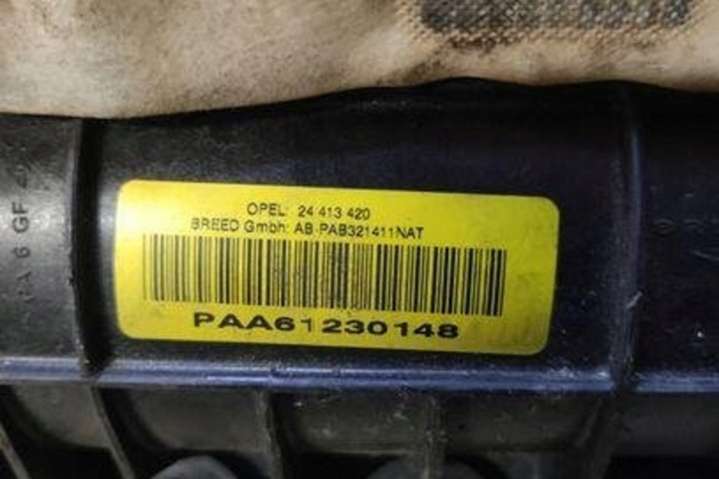 OPEL: 24 413 420
BREED Gmbh: AB-PAB321411NAT
PAA61230148